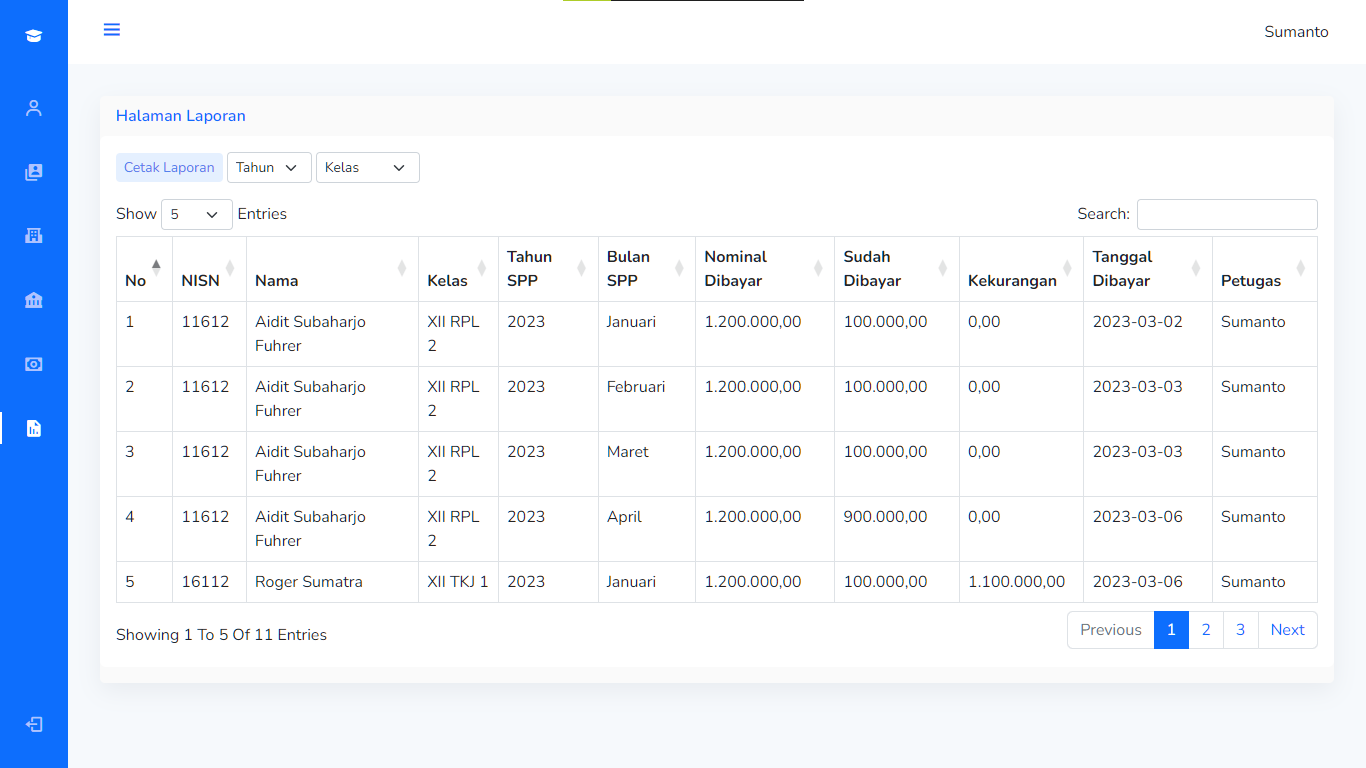 Sumanto
Halaman Laporan
Cetak Laporan Tahun Kelas
Show 5 Entries Search:
No NISN Nama Kelas Tahun SPP Bulan SPP Nominal Dibayar Sudah Dibayar Kekurangan Tanggal Dibayar Petugas
1 11612 Aidit Subaharjo Fuhrer XII RPL 2 2023 Januari 1.200.000,00 100.000,00 0,00 2023-03-02 Sumanto
2 11612 Aidit Subaharjo Fuhrer XII RPL 2 2023 Februari 1.200.000,00 100.000,00 0,00 2023-03-03 Sumanto
3 11612 Aidit Subaharjo Fuhrer XII RPL 2 2023 Maret 1.200.000,00 100.000,00 0,00 2023-03-03 Sumanto
4 11612 Aidit Subaharjo Fuhrer XII RPL 2 2023 April 1.200.000,00 900.000,00 0,00 2023-03-06 Sumanto
5 16112 Roger Sumatra XII TKJ 1 2023 Januari 1.200.000,00 100.000,00 1.100.000,00 2023-03-06 Sumanto
Showing 1 To 5 Of 11 Entries Previous 1 2 3 Next